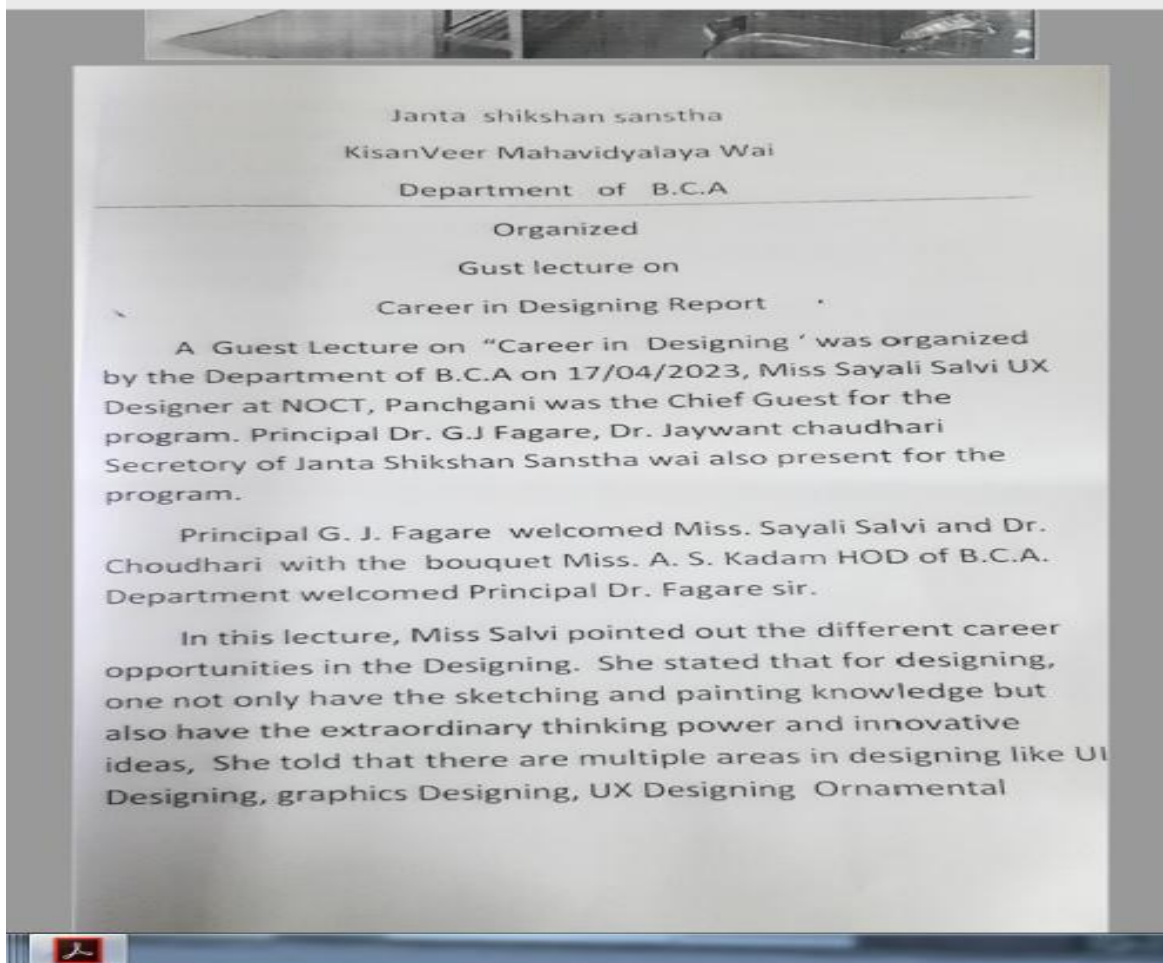 Janta shikshan sanstha
KisanVeer Mahavidyalaya Wai
Department of B.C.A
Organized
Gust lecture on
Career in Designing Report
A Guest Lecture on “Career in Designing ‘ was organized
by the Department of B.C.A on 17/04/2023, Miss Sayali Salvi UX
Designer at NOCT, Panchgani was the Chief Guest for the
program. Principal Dr. G.J Fagare, Dr. Jaywant chaudhari
Secretory of Janta Shikshan Sanstha wai also present for the
program.
Principal G. J. Fagare welcomed Miss. Sayali Salvi and Dr.
Choudhari with the bouquet Miss. A. S. Kadam HOD of B.C.A.
Department welcomed Principal Dr. Fagare sir.
In this lecture, Miss Salvi pointed out the different career
opportunities in the Designing. She stated that for designing,
one not only have the sketching and painting knowledge but
also have the extraordinary thinking power and innovative
ideas, She told that there are multiple areas in designing like UI
Designing, graphics Designing, UX Designing Ornamental